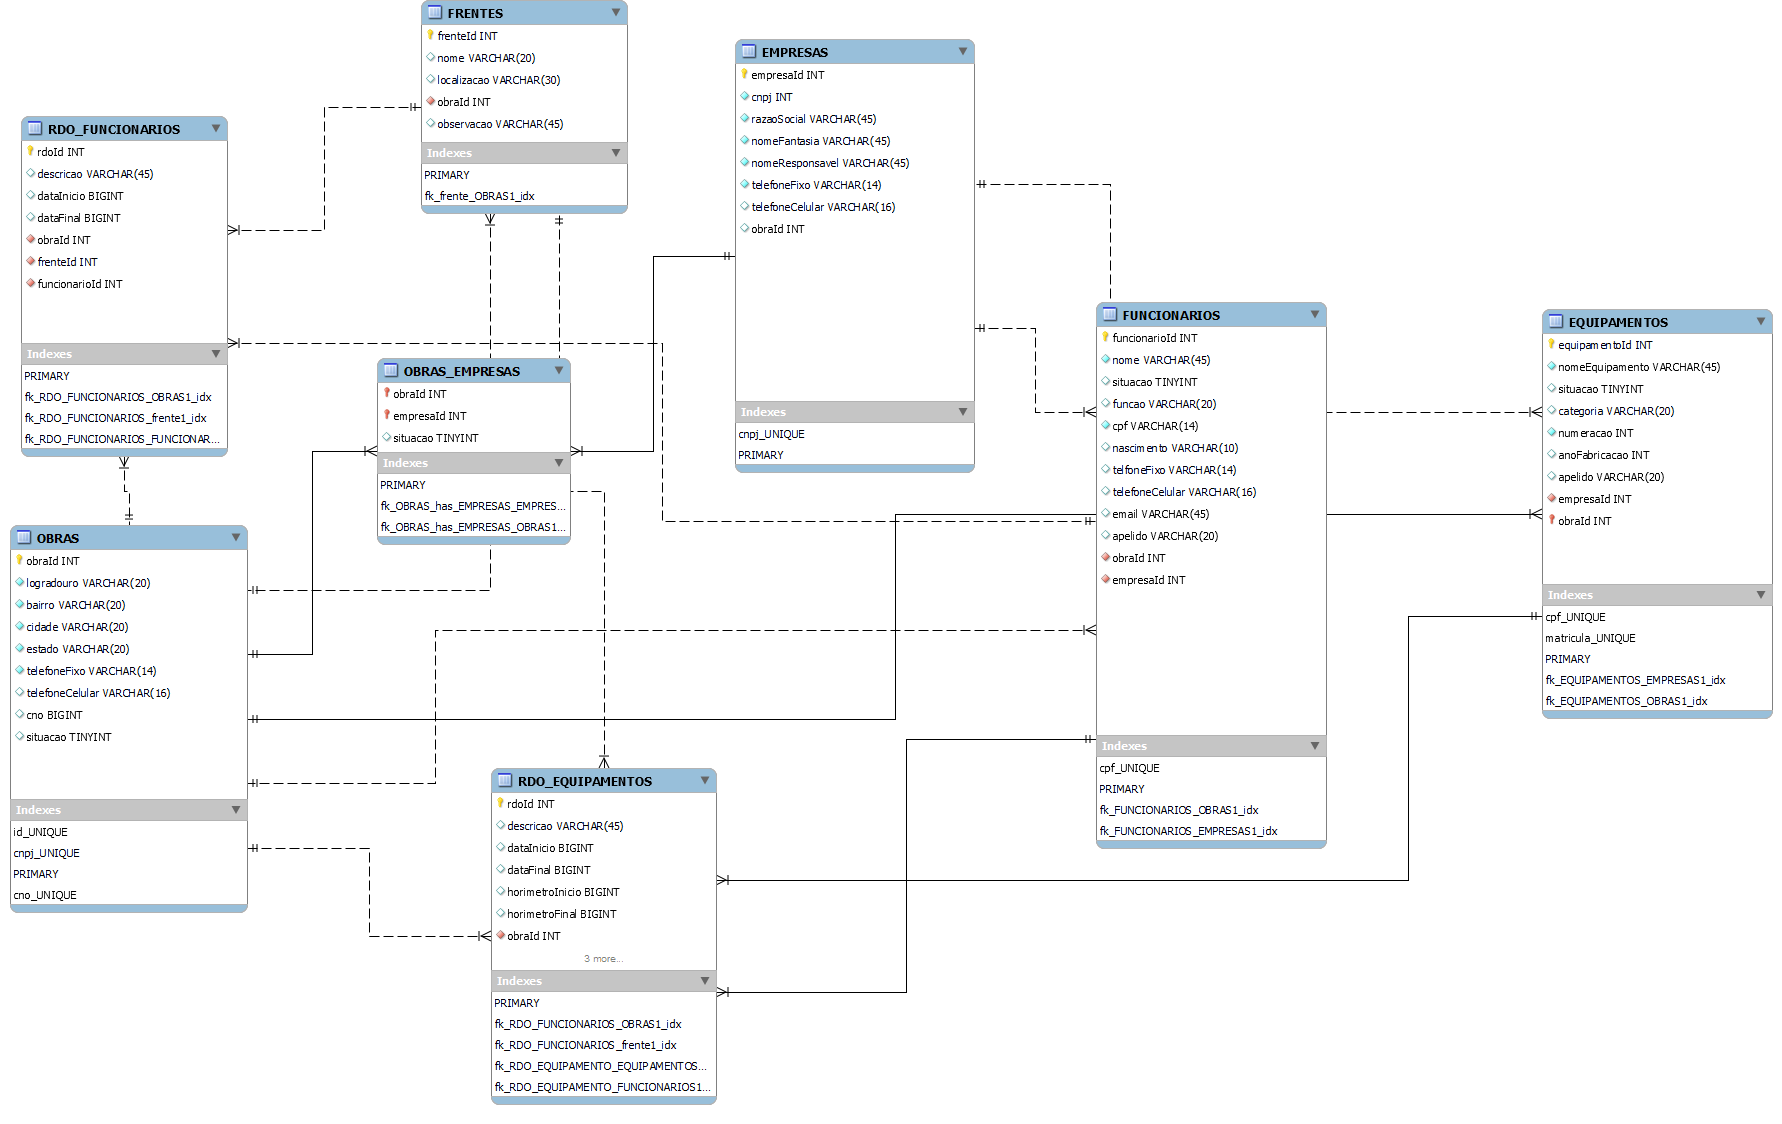 FRENTES
frenteId INT
nome VARCHAR(20)
localizacao VARCHAR(30)
obraId INT
observacao VARCHAR(45)
Indexes
PRIMARY
fk_frente_OBRAS1_idx
EMPRESAS
empresaId INT
cnpj INT
razaoSocial VARCHAR(45)
nomeFantasia VARCHAR(45)
nomeResponsavel VARCHAR(45)
telefoneFixo VARCHAR(14)
telefoneCelular VARCHAR(16)
obraId INT
Indexes
cnpj_UNIQUE
PRIMARY
RDO_FUNCIONARIOS
rdoId INT
descricao VARCHAR(45)
dataInicio BIGINT
dataFinal BIGINT
obraId INT
frenteId INT
funcionarioId INT
Indexes
PRIMARY
fk_RDO_FUNCIONARIOS_OBRAS1_idx
fk_RDO_FUNCIONARIOS_frente1_idx
fk_RDO_FUNCIONARIOS_FUNCIONAR...
OBRAS_EMPRESAS
obraId INT
empresaId INT
situacao TINYINT
Indexes
PRIMARY
fk_OBRAS_has_EMPRESAS_EMPRES...
fk_OBRAS_has_EMPRESAS_OBRAS1...
FUNCIONARIOS
funcionarioId INT
nome VARCHAR(45)
situacao TINYINT
funcao VARCHAR(20)
cpf VARCHAR(14)
nascimento VARCHAR(10)
telfoneFixo VARCHAR(14)
telefoneCelular VARCHAR(16)
email VARCHAR(45)
apelido VARCHAR(20)
obraId INT
empresaId INT
Indexes
cpf_UNIQUE
PRIMARY
fk_FUNCIONARIOS_OBRAS1_idx
fk_FUNCIONARIOS_EMPRESAS1_idx
EQUIPAMENTOS
equipamentoId INT
nomeEquipamento VARCHAR(45)
situacao TINYINT
categoria VARCHAR(20)
numeracao INT
anoFabricacao INT
apelido VARCHAR(20)
empresaId INT
obraId INT
Indexes
cpf_UNIQUE
matricula_UNIQUE
PRIMARY
fk_EQUIPAMENTOS_EMPRESAS1_idx
fk_EQUIPAMENTOS_OBRAS1_idx
OBRAS
obraId INT
logradouro VARCHAR(20)
bairro VARCHAR(20)
cidade VARCHAR(20)
estado VARCHAR(20)
telefoneFixo VARCHAR(14)
telefoneCelular VARCHAR(16)
cno BIGINT
situacao TINYINT
Indexes
id_UNIQUE
cnpj_UNIQUE
PRIMARY
cno_UNIQUE
RDO_EQUIPAMENTOS
rdoId INT
descricao VARCHAR(45)
dataInicio BIGINT
dataFinal BIGINT
horimetroInicio BIGINT
horimetroFinal BIGINT
obraId INT
3 more...
Indexes
PRIMARY
fk_RDO_FUNCIONARIOS_OBRAS1_idx
fk_RDO_FUNCIONARIOS_frente1_idx
fk_RDO_EQUIPAMENTO_EQUIPAMENTOS...
fk_RDO_EQUIPAMENTO_FUNCIONARIOS1...